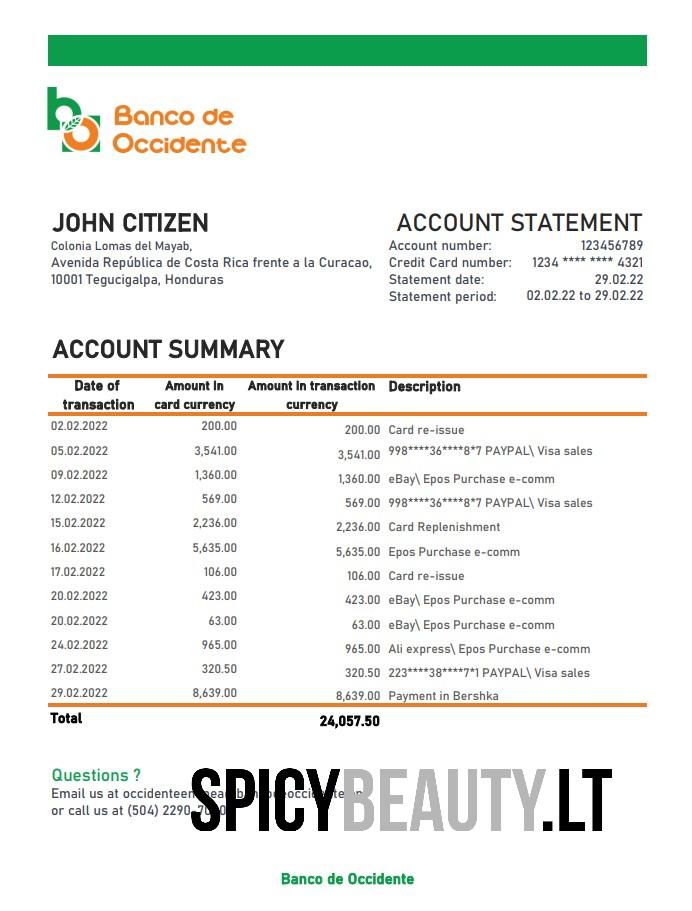 Banco de
Occidente
JOHN CITIZEN
Colonia Lomas del Mayab,
Avenida República de Costa Rica frente a la Curacao,
10001 Tegucigalpa, Honduras
ACCOUNT STATEMENT
Account number: 123456789
Credit Card number: 1234 **** **** 4321
Statement date: 29.02.22
Statement period: 02.02.22 to 29.02.22
ACCOUNT SUMMARY
Date of transaction Amount in card currency Amount in transaction currency Description
02.02.2022 200.00 200.00 Card re-issue
05.02.2022 3,541.00 3,541.00 998****36****8*7 PAYPAL\ Visa sales
09.02.2022 1,360.00 1,360.00 eBay\ Epos Purchase e-comm
12.02.2022 569.00 569.00 998****36****8*7 PAYPAL\ Visa sales
15.02.2022 2,236.00 2,236.00 Card Replenishment
16.02.2022 5,635.00 5,635.00 Epos Purchase e-comm
17.02.2022 106.00 106.00 Card re-issue
20.02.2022 423.00 423.00 eBay\ Epos Purchase e-comm
20.02.2022 63.00 63.00 eBay\ Epos Purchase e-comm
24.02.2022 965.00 965.00 Ali express\ Epos Purchase e-comm
27.02.2022 320.50 320.50 223****38****7*1 PAYPAL\ Visa sales
29.02.2022 8,639.00 8,639.00 Payment in Bershka
Total 24,057.50
Questions ?
Email us at
or call us at (504) 2290
SPICYBEAUTY.LT
Banco de Occidente